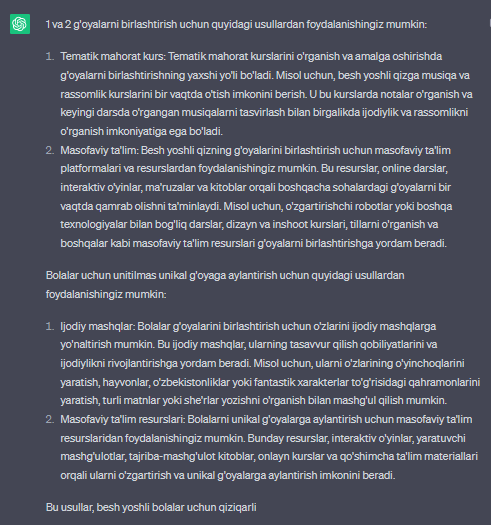 1 va 2 g'oyalarni birlashtirish uchun quyidagi usullardan foydalanishingiz mumkin:
1. Tematik mahorat kurs: Tematik mahorat kurslarini o'rganish va amalga oshirishda
g'oyalarni birlashtirishning yaxshi yo'li bo'ladi. Misol uchun, besh yoshli qizga musiqa va
rassomlik kurslarini bir vaqtda o'tish imkonini berish. U bu kurslarda notalar o'rganish va
keyingi darsda o'rgangan musiqalarni tasvirlash bilan birgalikda ijodiylik va rassomlikni
o'rganish imkoniyatiga ega bo'ladi.
2. Masofaviy ta'lim: Besh yoshli qizning g'oyalarini birlashtirish uchun masofaviy ta'lim
platformalari va resurslardan foydalanishingiz mumkin. Bu resurslar, online darslar,
interaktiv o'yinlar, ma'ruzalar va kitoblar orqali boshqacha sohalardagi g'oyalarni bir
vaqtda qamrab olishni ta'minlaydi. Misol uchun, o'zgartirishchi robotlar yoki boshqa
texnologiyalar bilan bog'liq darslar, dizayn va inshoot kurslari, tillarni o'rganish va
boshqalar kabi masofaviy ta'lim resurslari g'oyalarni birlashtirishga yordam beradi.
Bolalar uchun unitilmas unikal g'oyaga aylantirish uchun quyidagi usullardan
foydalanishingiz mumkin:
1. Ijodiy mashqlar: Bolalar g'oyalarini birlashtirish uchun o'zlarini ijodiy mashqlarga
yo'naltirish mumkin. Bu ijodiy mashqlar, ularning tasavvur qilish qobiliyatlarini va
ijodiylikni rivojlantirishga yordam beradi. Misol uchun, ularni o'zlarining o'yinchoqlarini
yaratish, hayvonlar, o'zbekistonliklar yoki fantastik xarakterlar to'g'risidagi qahramonlarini
yaratish, turli matnlar yoki she'rlar yozishni o'rganish bilan mashg'ul qilish mumkin.
2. Masofaviy ta'lim resurslari: Bolalarni unikal g'oyalarga aylantirish uchun masofaviy ta'lim
resurslaridan foydalanishingiz mumkin. Bunday resurslar, interaktiv o'yinlar, yaratuvchi
mashg'ulotlar, tajriba-mashg'ulot kitoblar, onlayn kurslar va qo'shimcha ta'lim materiallari
orqali ularni o'zgartirish va unikal g'oyalarga aylantirish imkonini beradi.
Bu usullar, besh yoshli bolalar uchun qiziqarli